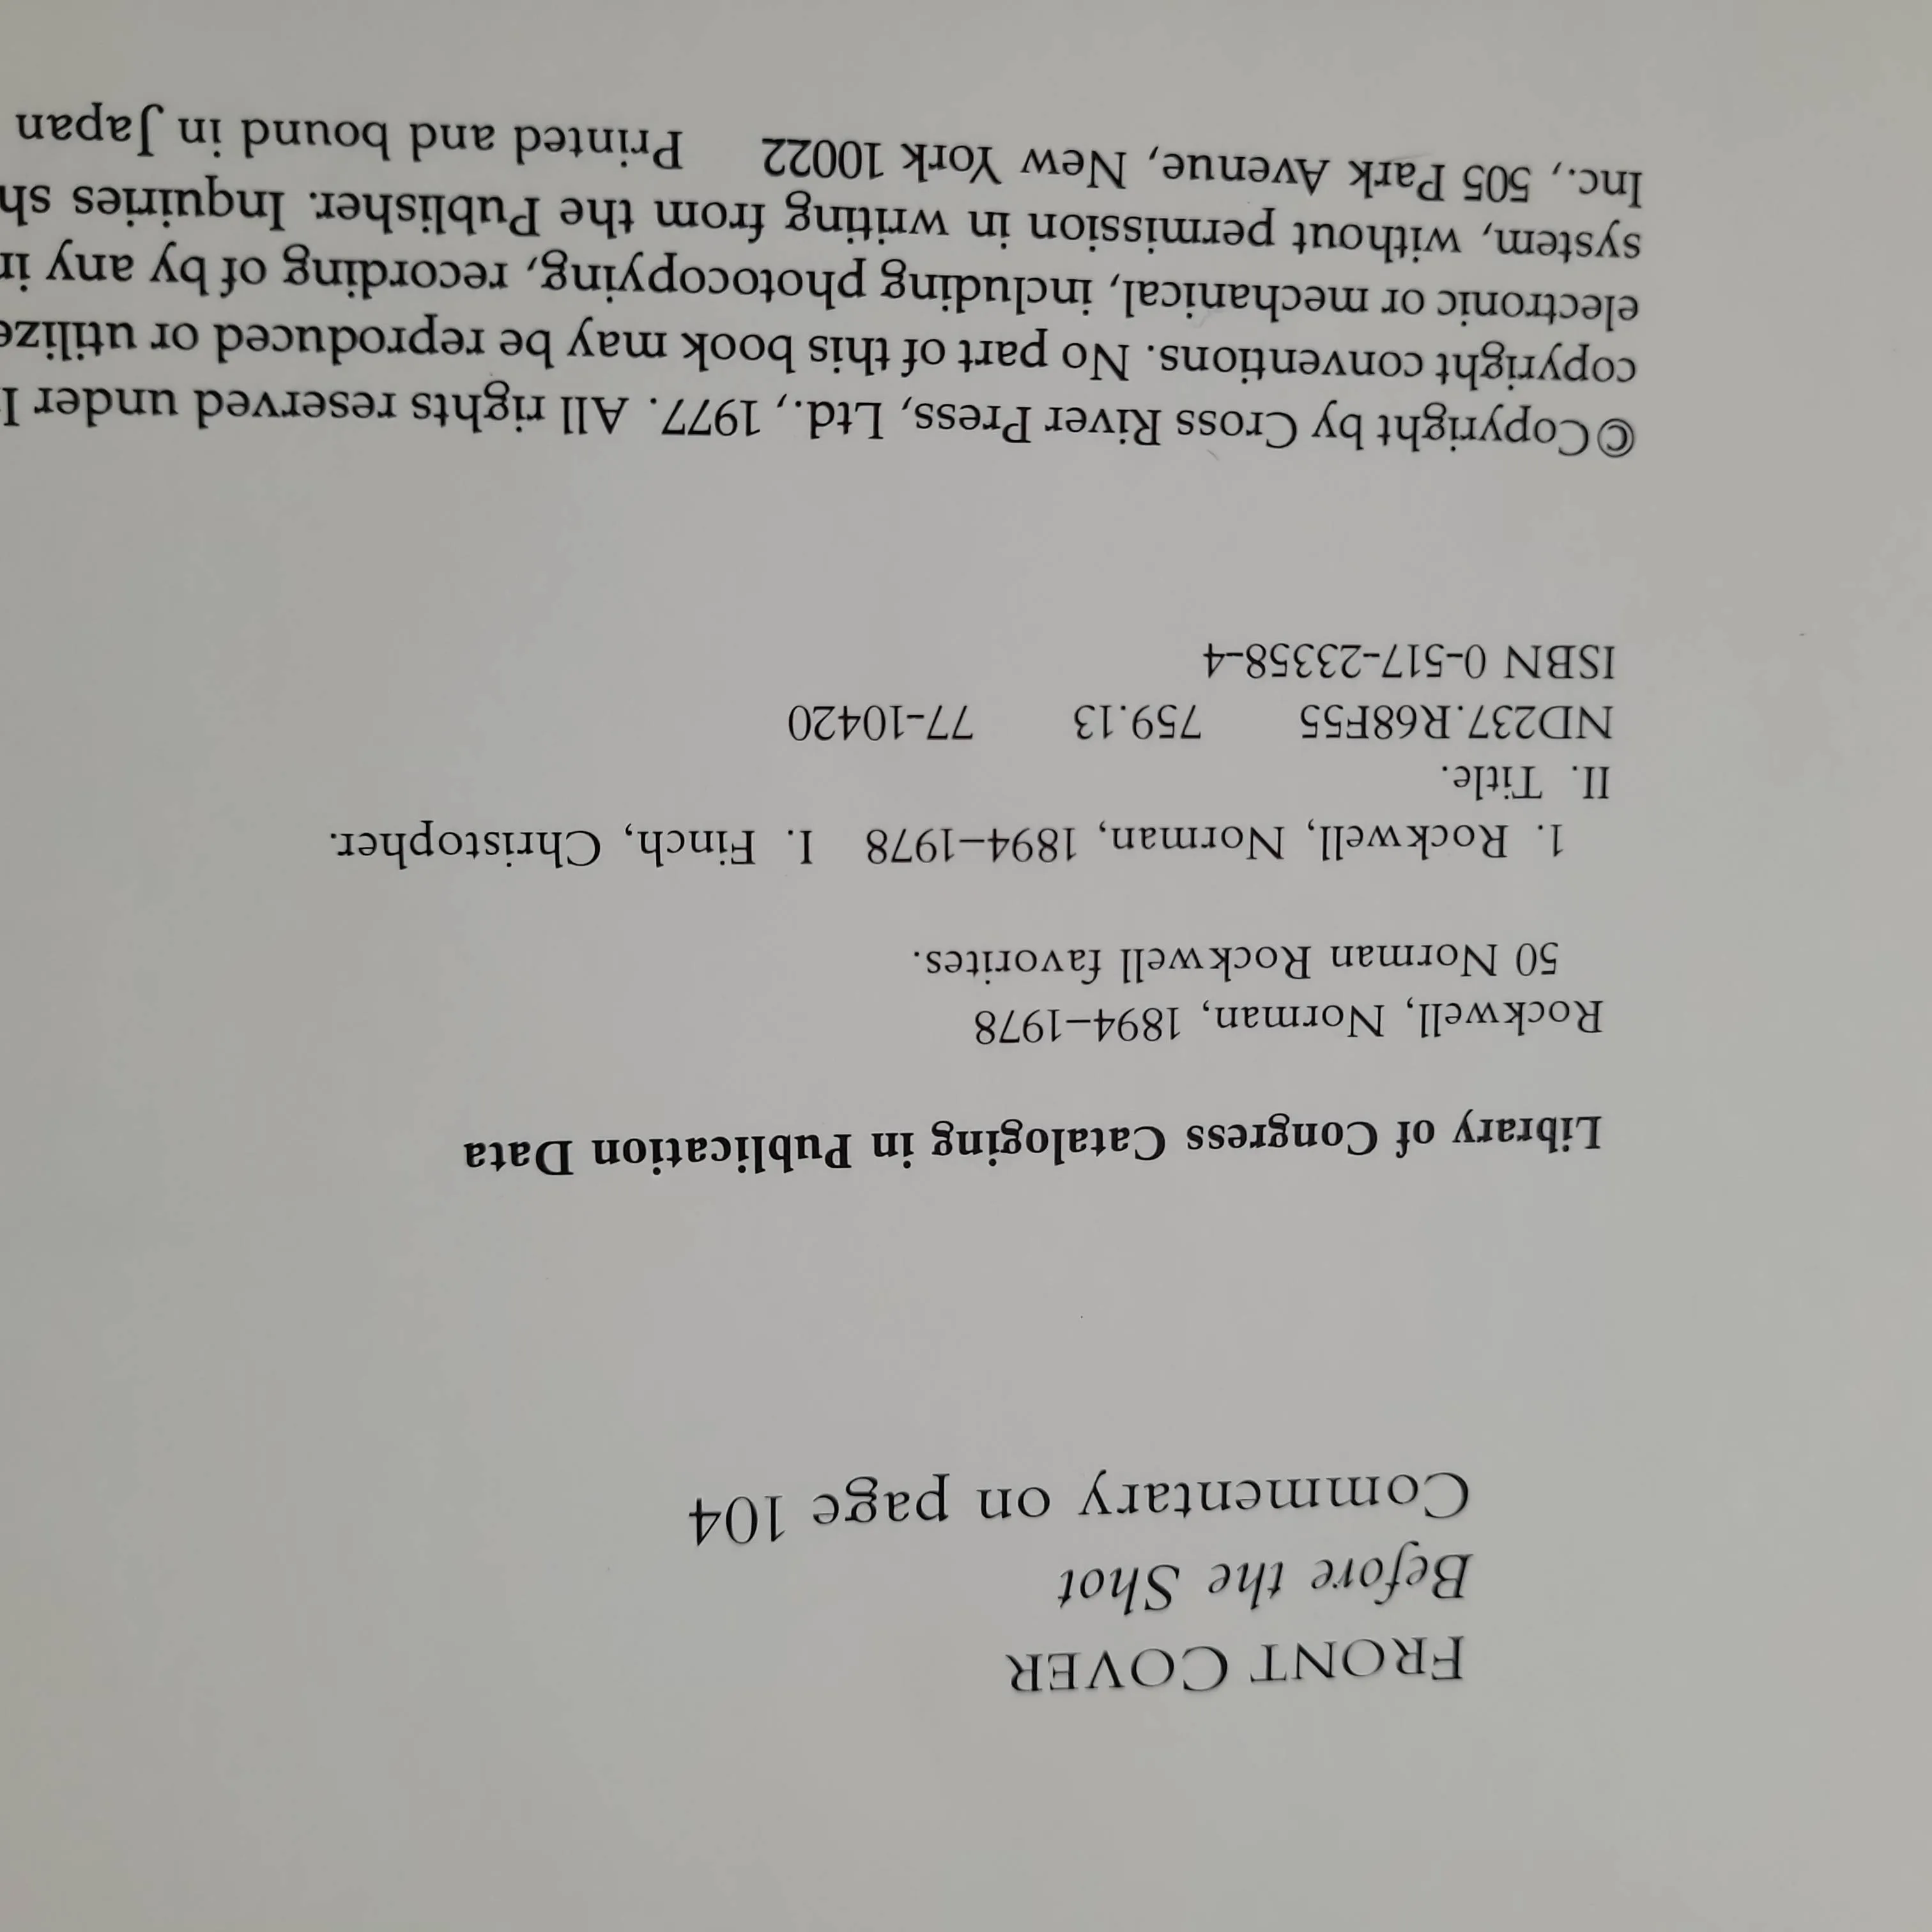 FRONT COVER
Before the Shot
Commentary on page 104
Library of Congress Cataloging in Publication Data
Rockwell, Norman, 1894–1978
50 Norman Rockwell favorites.
1. Rockwell, Norman, 1894–1978 I. Finch, Christopher.
II. Title.
ND237.R68F55 759.13 77-10420
ISBN 0-517-23358-4
©Copyright by Cross River Press, Ltd., 1977. All rights reserved under
copyright conventions. No part of this book may be reproduced or
electronic or mechanical, including photocopying, recording of by any
system, without permission in writing from the Publisher. Inquiries
Inc., 505 Park Avenue, New York 10022 Printed and bound in Japan